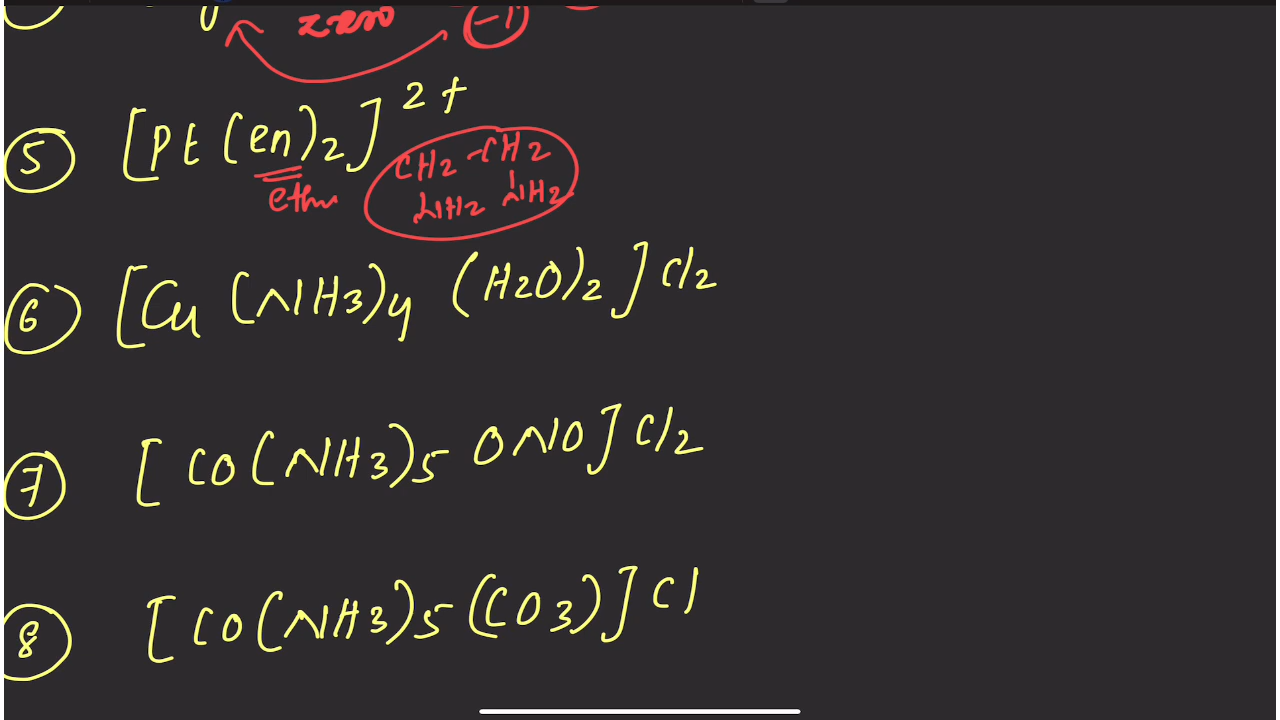 zero -1
5 [Pt (en)2]2+
CH2 - CH2
ethn NH2 NH2
6 [Cu (NH3)4 (H2O)2] Cl2
7 [CO(NH3)5 ONO] Cl2
8 [CO(NH3)5 (CO3)] Cl